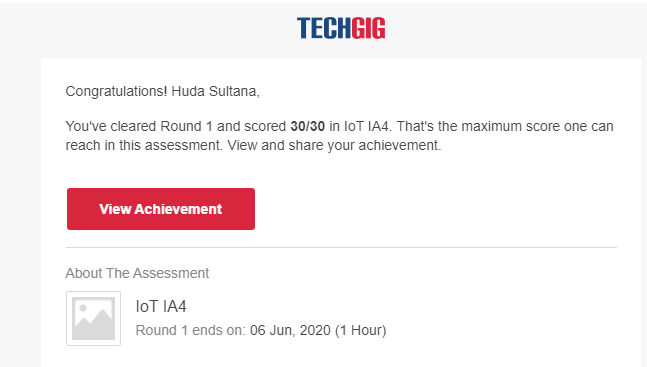 TECHGIG
Congratulations! Huda Sultana,
You've cleared Round 1 and scored 30/30 in IoT IA4. That's the maximum score one can
reach in this assessment. View and share your achievement.
View Achievement
About The Assessment
IoT IA4
Round 1 ends on: 06 Jun, 2020 (1 Hour)